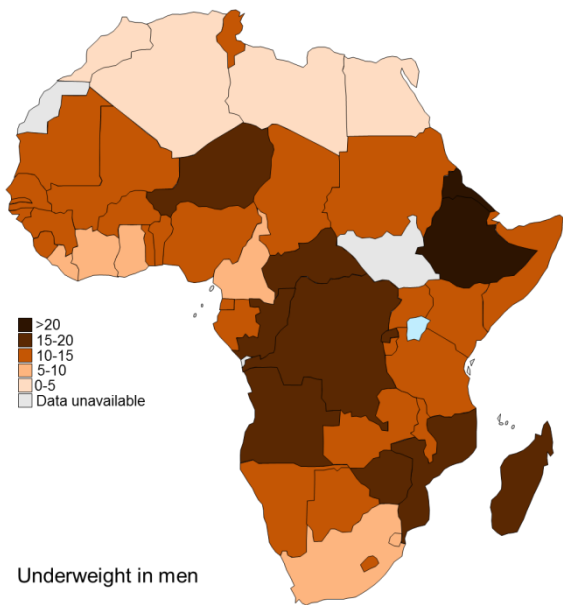 >20
15-20
10-15
5-10
0-5
Data unavailable
Underweight in men